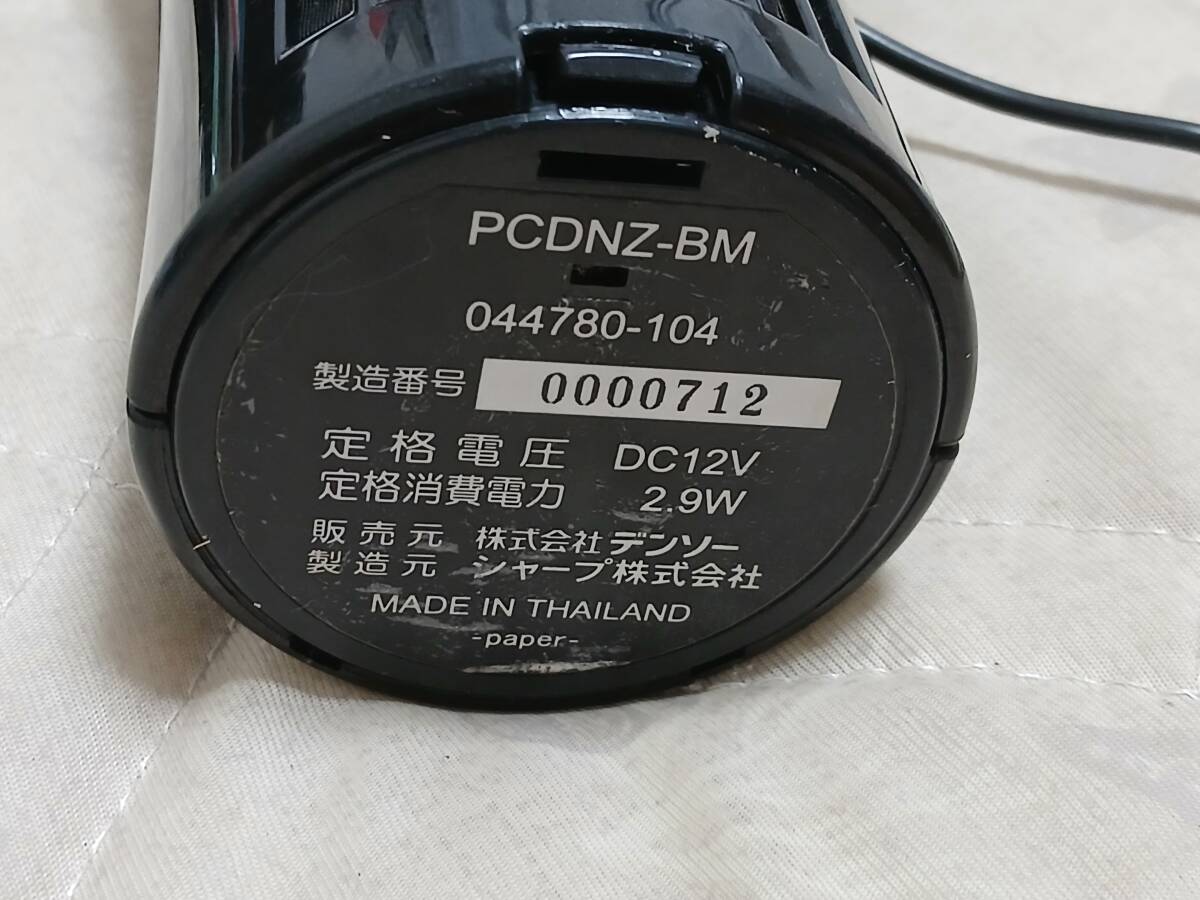 PCDNZ-BM
044780-104
製造番号 0000712
定格電圧 DC12V
定格消費電力 2.9W
販売元 株式会社デンソー
製造元 シャープ株式会社
MADE IN THAILAND
-paper-